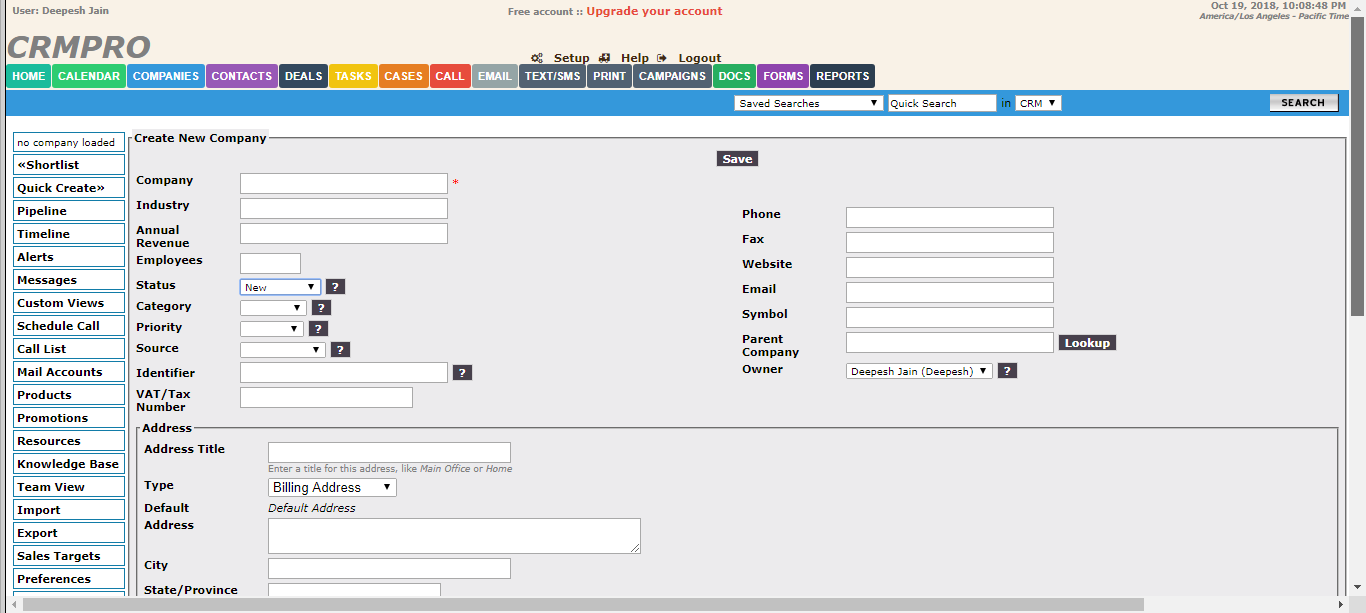 User: Deepesh Jain
Free account :: Upgrade your account
Oct 19, 2018, 10:08:48 PM
America/Los Angeles - Pacific Time
CRMPRO
Setup Help Logout
HOME CALENDAR COMPANIES CONTACTS DEALS TASKS CASES CALL EMAIL TEXT/SMS PRINT CAMPAIGNS DOCS FORMS REPORTS
Saved Searches Quick Search in CRM SEARCH
no company loaded
«Shortlist
Quick Create»
Pipeline
Timeline
Alerts
Messages
Custom Views
Schedule Call
Call List
Mail Accounts
Products
Promotions
Resources
Knowledge Base
Team View
Import
Export
Sales Targets
Preferences
Create New Company
Save
Company *
Industry
Annual
Revenue
Employees
Status New ?
Category ?
Priority ?
Source ?
Identifier ?
VAT/Tax
Number
Phone
Fax
Website
Email
Symbol
Parent
Company Lookup
Owner Deepesh Jain (Deepesh) ?
Address
Address Title
Enter a title for this address, like Main Office or Home
Type Billing Address
Default Default Address
Address
City
State/Province